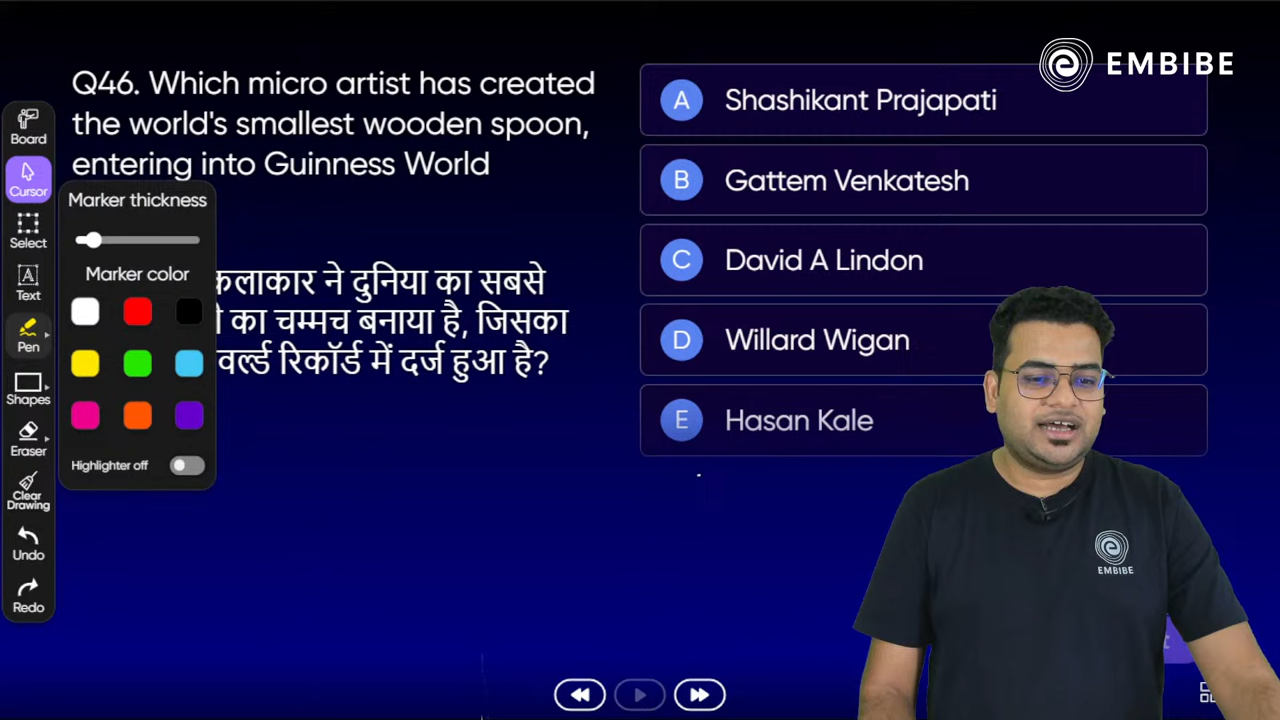 EMBIBE
Q46. Which micro artist has created
the world's smallest wooden spoon,
entering into Guinness World
कलाकार ने दुनिया का सबसे
का चम्मच बनाया है, जिसका
वर्ल्ड रिकॉर्ड में दर्ज हुआ है?
A Shashikant Prajapati
B Gattem Venkatesh
C David A Lindon
D Willard Wigan
E Hasan Kale
Board
Cursor
Select
Text
Pen
Shapes
Eraser
Clear
Drawing
Undo
Redo
Marker thickness
Marker color
Highlighter off
EMBIBE